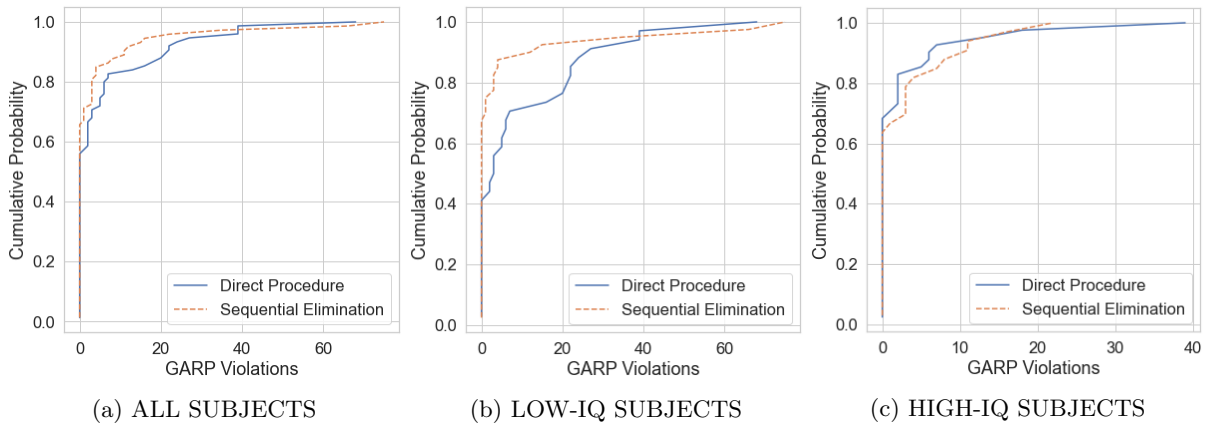 1.0
0.8
0.6
0.4
0.2
0.0
Cumulative Probability
Direct Procedure
Sequential Elimination
0 20 40 60
GARP Violations
(a) ALL SUBJECTS
1.0
0.8
0.6
0.4
0.2
0.0
Cumulative Probability
Direct Procedure
Sequential Elimination
0 20 40 60
GARP Violations
(b) LOW-IQ SUBJECTS
1.0
0.8
0.6
0.4
0.2
0.0
Cumulative Probability
Direct Procedure
Sequential Elimination
0 10 20 30 40
GARP Violations
(c) HIGH-IQ SUBJECTS